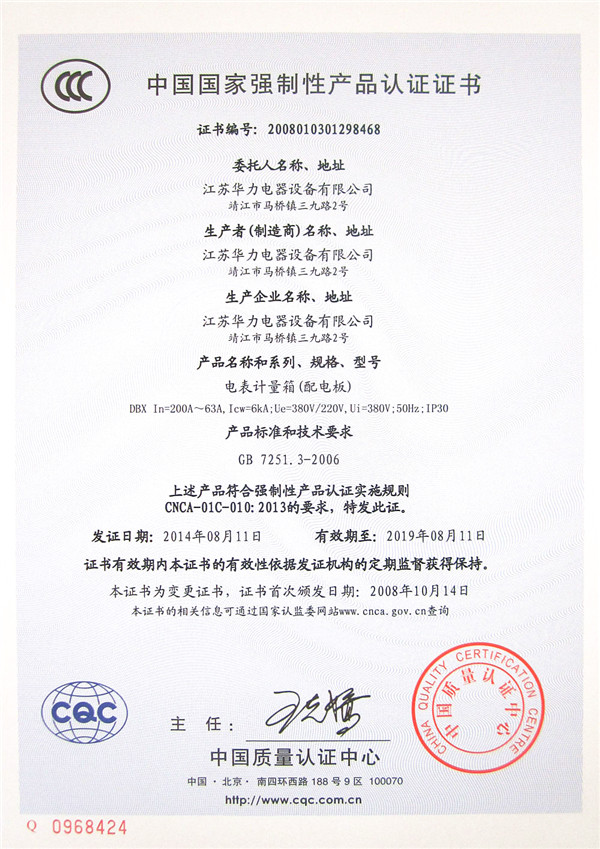 中国国家强制性产品认证证书
证书编号：2008010301298468
委托人名称、地址
江苏华力电器设备有限公司
靖江市马桥镇三九路2号
生产者(制造商)名称、地址
江苏华力电器设备有限公司
靖江市马桥镇三九路2号
生产企业名称、地址
江苏华力电器设备有限公司
靖江市马桥镇三九路2号
产品名称和系列、规格、型号
电表计量箱(配电板)
DBX In=200A～63A,Icw=6kA;Ue=380V/220V,Ui=380V;50Hz;IP30
产品标准和技术要求
GB 7251.3-2006
上述产品符合强制性产品认证实施规则
CNCA-01C-010:2013的要求，特发此证。
发证日期：2014年08月11日 有效期至：2019年08月11日
证书有效期内本证书的有效性依据发证机构的定期监督获得保持。
本证书为变更证书，证书首次颁发日期：2008年10月14日
本证书的相关信息可通过国家认监委网站www.cnca.gov.cn查询
CQC
主 任：
CHINA QUALITY CERTIFICATION CENTRE
中国质量认证中心
中国质量认证中心
中国·北京·南四环西路 188 号 9 区 100070
http://www.cqc.com.cn
Q 0968424